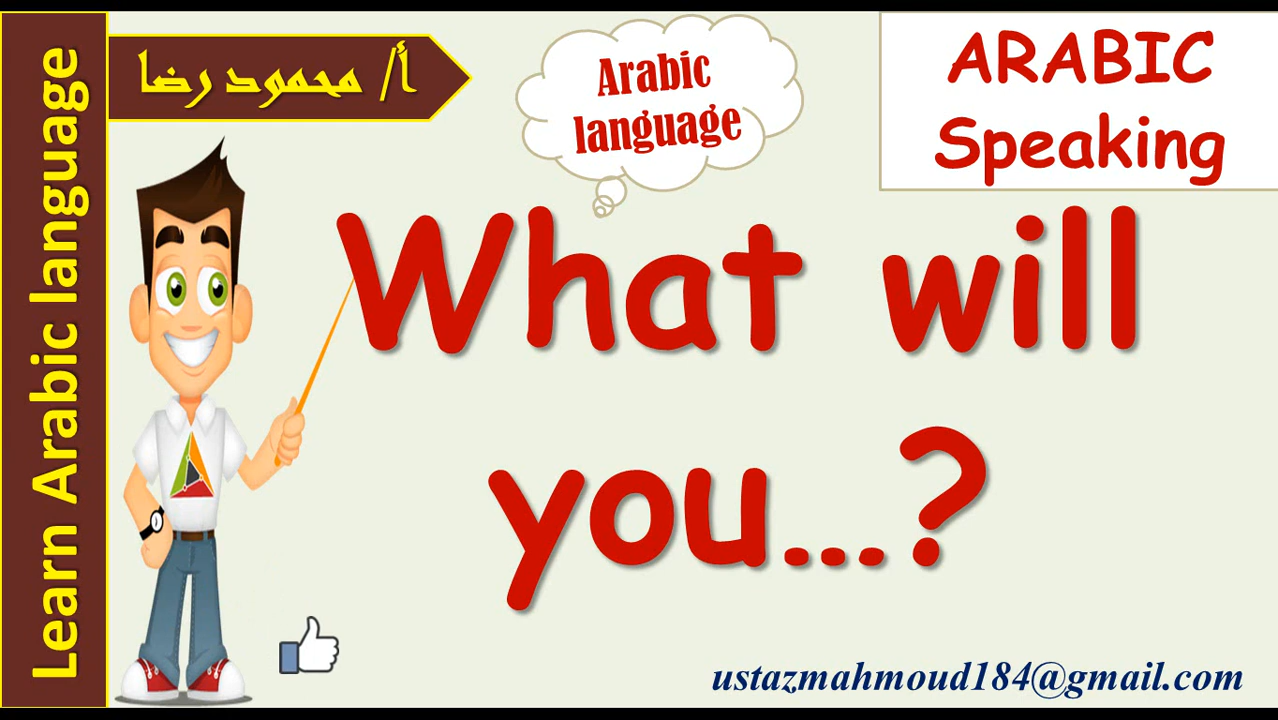 Learn Arabic language
أ/ محمود رضا
Arabic
language
ARABIC
Speaking
What will
you...?
ustazmahmoud184@gmail.com